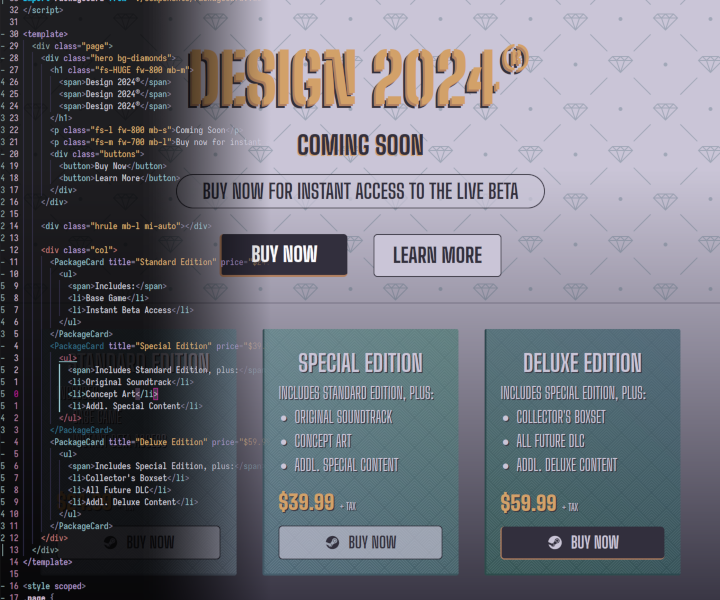 32 </script>
31
30 <template>
29 <div class="page">
28 <div class="hero bg-diamonds">
27 <h1 class="fs-HUGE fw-800 mb-m">
26 <span>Design 2024®</span>
25 <span>Design 2024®</span>
24 <span>Design 2024®</span>
23 </h1>
22 <p class="fs-l fw-800 mb-s">Coming Soon</p>
21 <p class="fs-m fw-700 mb-l">Buy now for instant
20 <div class="buttons">
19 <button>Buy Now</button>
18 <button>Learn More</button>
17 </div>
16 </div>
15
14 <div class="hrule mb-l mi-auto"></div>
13
12 <div class="col">
11 <PackageCard title="Standard Edition" price=
10 <ul>
9 <span>Includes:</span>
8 <li>Base Game</li>
7 <li>Instant Beta Access</li>
6 </ul>
5 </PackageCard>
4 <PackageCard title="Special Edition" price="$39
3 <ul>
2 <span>Includes Standard Edition, plus:</span>
1 <li>Original Soundtrack</li>
0 <li>Concept Art</li>
1 <li>Addl. Special Content</li>
2 </ul>
3 </PackageCard>
4 <PackageCard title="Deluxe Edition" price="$59.
5 <ul>
6 <span>Includes Special Edition, plus:</span>
7 <li>Collector's Boxset</li>
8 <li>All Future DLC</li>
9 <li>Addl. Deluxe Content</li>
10 </ul>
11 </PackageCard>
12 </div>
13 </div>
14 </template>
15
16 <style scoped>
17 .page {
DESIGN 2024®
COMING SOON
BUY NOW FOR INSTANT ACCESS TO THE LIVE BETA
BUY NOW
LEARN MORE
STANDARD EDITION
BUY NOW
SPECIAL EDITION
INCLUDES STANDARD EDITION, PLUS:
• ORIGINAL SOUNDTRACK
• CONCEPT ART
• ADDL. SPECIAL CONTENT
$39.99 + TAX
BUY NOW
DELUXE EDITION
INCLUDES SPECIAL EDITION, PLUS:
• COLLECTOR'S BOXSET
• ALL FUTURE DLC
• ADDL. DELUXE CONTENT
$59.99 + TAX
BUY NOW